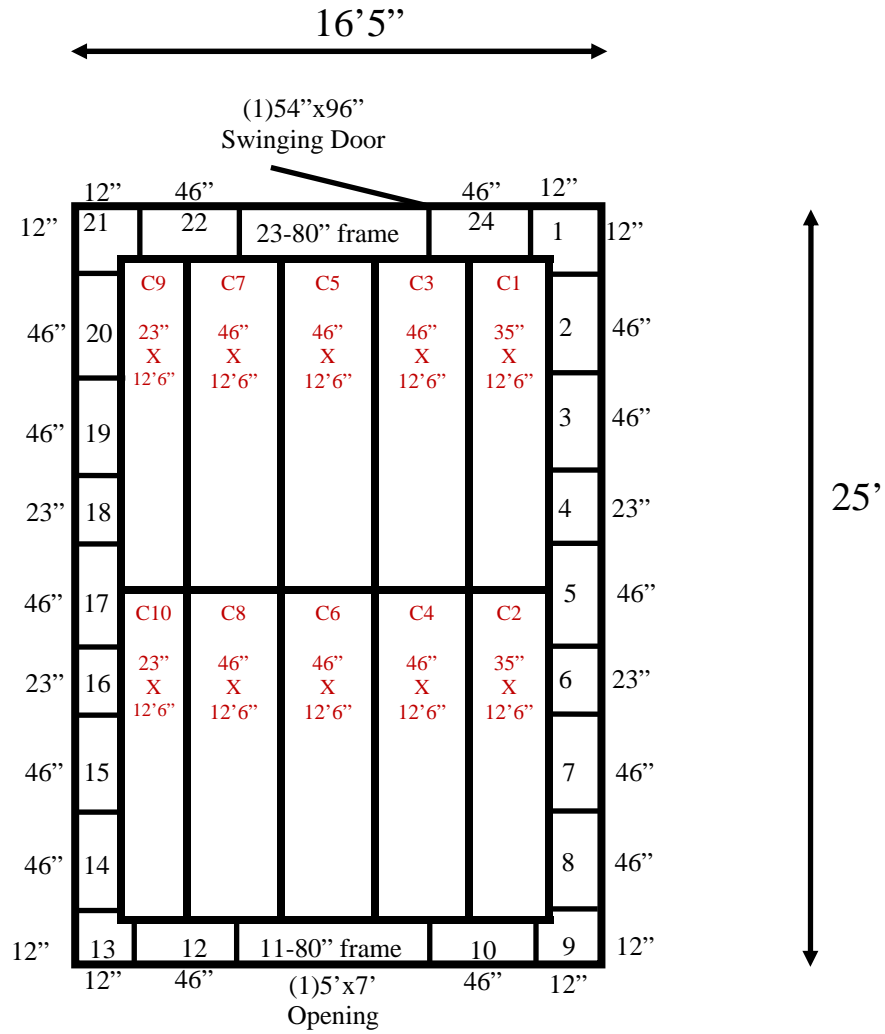 16’5”
(1)54”x96”
Swinging Door
12” 46” 46” 12”
12” 21 22 23-80” frame 24 1 12”
C9 C7 C5 C3 C1
46” 20 23” 46” 46” 46” 35” 2 46”
X X X X X
12’6” 12’6” 12’6” 12’6” 12’6”
46” 19 3 46”
25’
23” 18 4 23”
46” 17 5 46”
C10 C8 C6 C4 C2
23” 16 23” 46” 46” 46” 35” 6 23”
X X X X X
12’6” 12’6” 12’6” 12’6” 12’6”
46” 15 7 46”
46” 14 8 46”
12” 13 12 11-80” frame 10 9 12”
12” 46” (1)5’x7’ 46” 12”
Opening